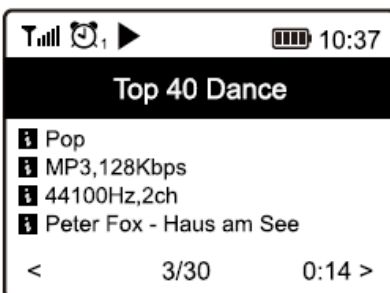 1 10:37
Top 40 Dance
Pop
MP3,128Kbps
44100Hz,2ch
Peter Fox - Haus am See
< 3/30 0:14 >